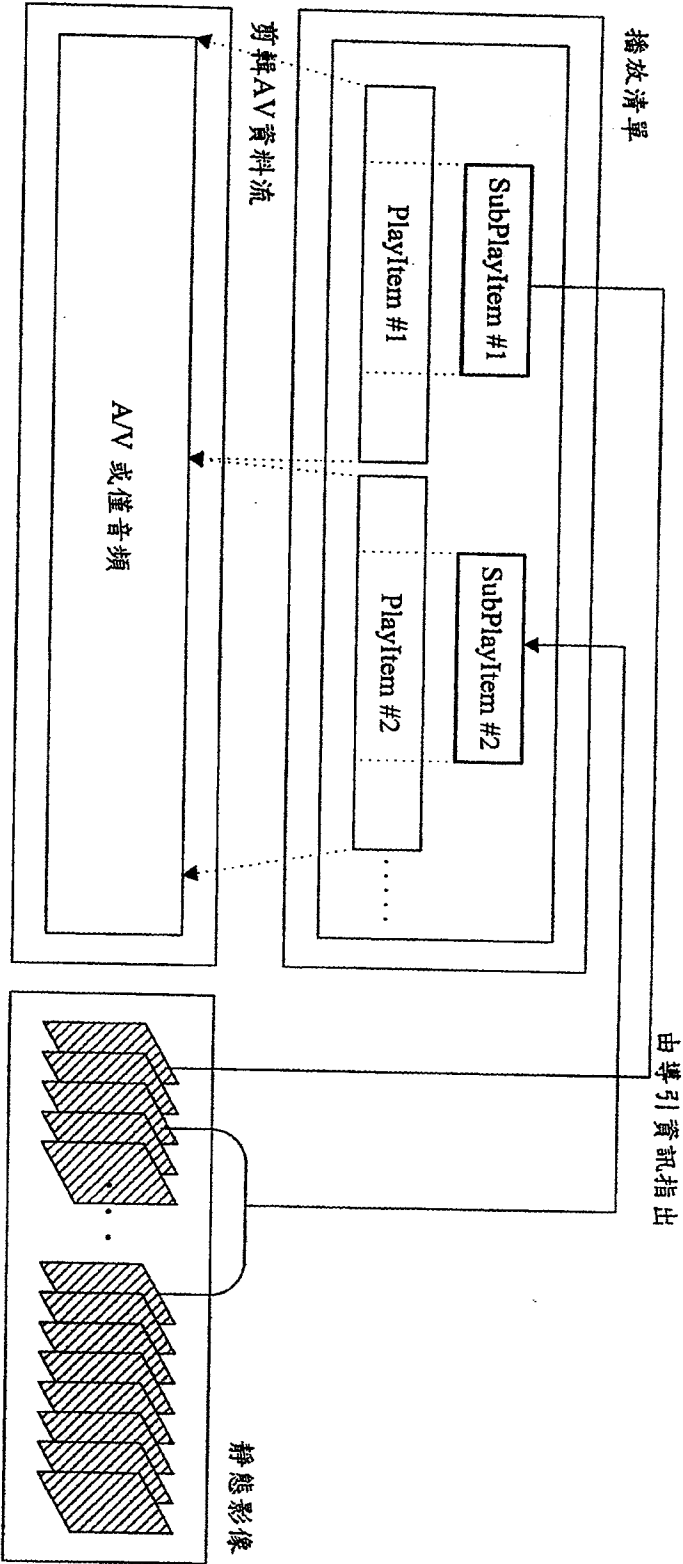 播放清單
SubPlayItem #1
SubPlayItem #2
PlayItem #1
PlayItem #2
剪輯AV資料流
A/V 或僅音頻
由導引資訊指出
靜態影像